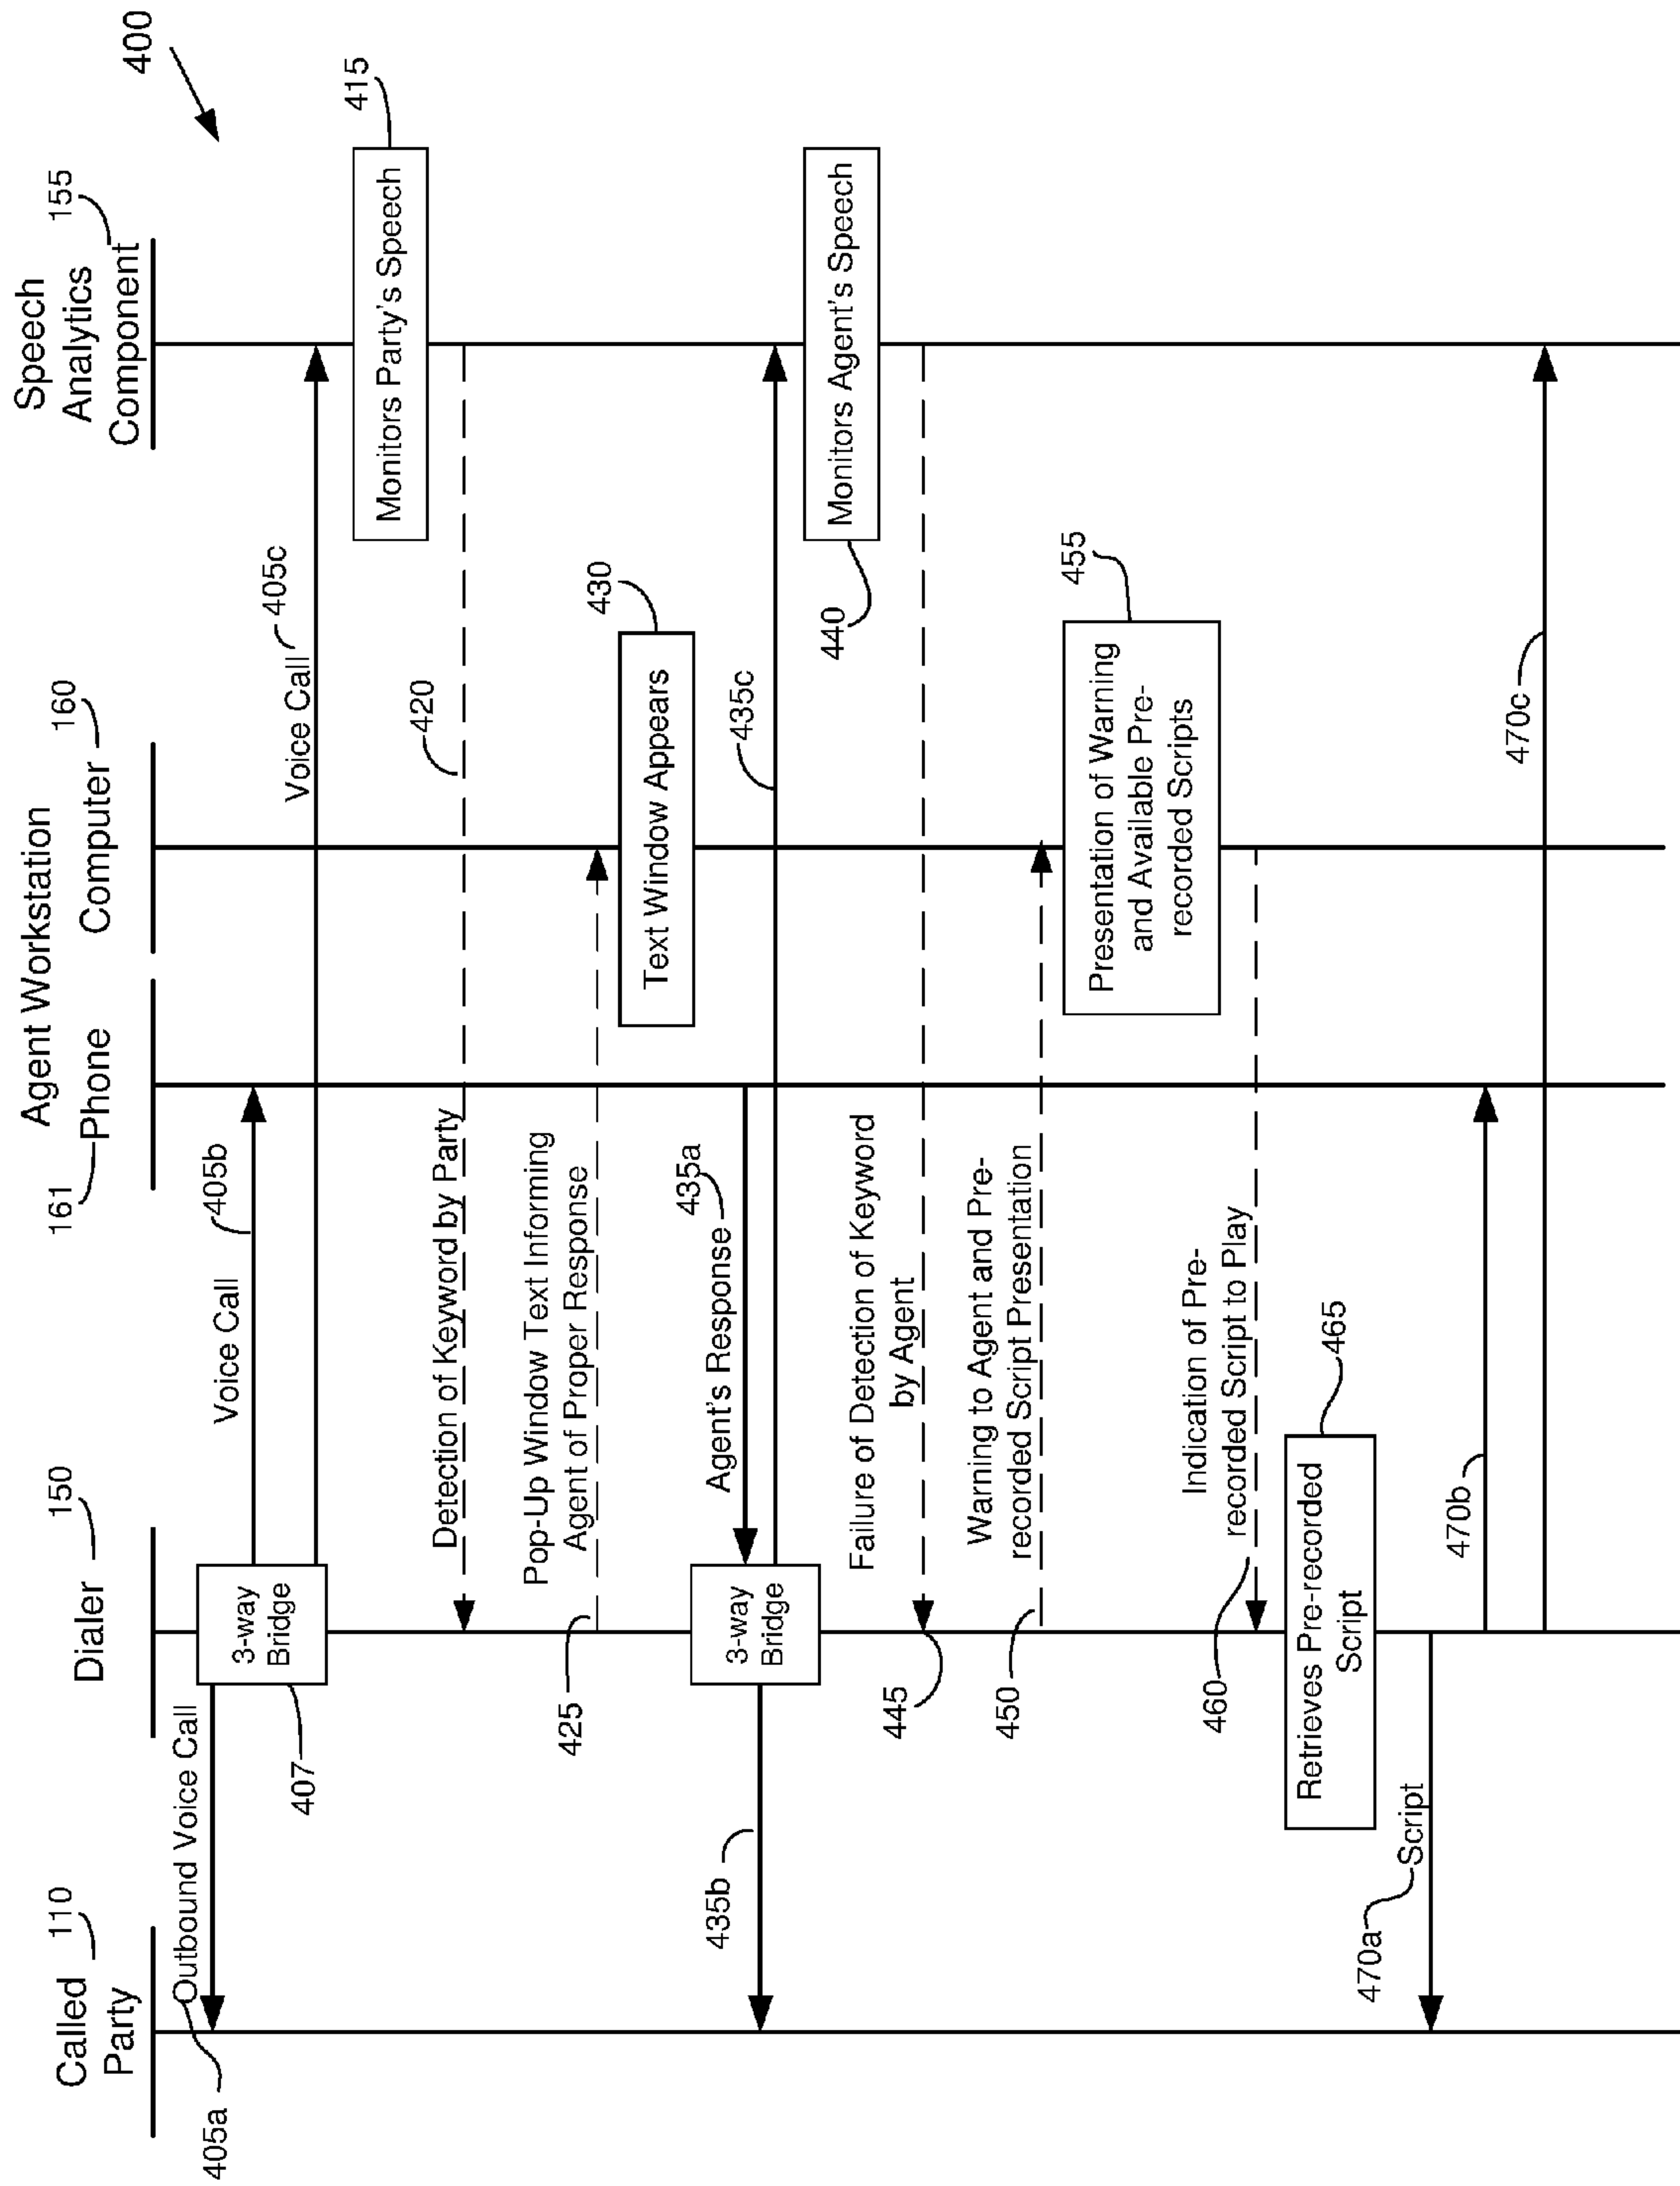 400
Called
Party
110
Dialer
150
Agent Workstation
161
Phone
Computer
160
Speech
Analytics
Component
155
405a
Outbound Voice Call
3-way
Bridge
407
Voice Call
405b
Voice Call
405c
Monitors Party's Speech
415
Detection of Keyword by Party
420
Pop-Up Window Text Informing
Agent of Proper Response
425
Text Window Appears
430
Agent's Response
435a
3-way
Bridge
435b
435c
Monitors Agent's Speech
440
Failure of Detection of Keyword
by Agent
445
Warning to Agent and Pre-
recorded Script Presentation
450
Presentation of Warning
and Available Pre-
recorded Scripts
455
Indication of Pre-
recorded Script to Play
460
Retrieves Pre-recorded
Script
465
470a
Script
470b
470c